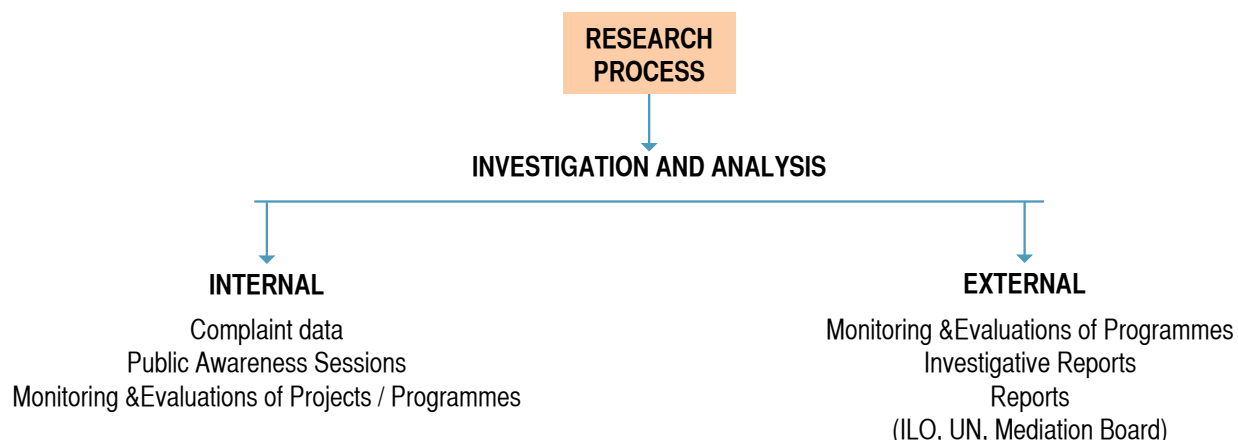 RESEARCH
PROCESS
INVESTIGATION AND ANALYSIS
INTERNAL
Complaint data
Public Awareness Sessions
Monitoring &Evaluations of Projects / Programmes
EXTERNAL
Monitoring &Evaluations of Programmes
Investigative Reports
Reports
(ILO, UN, Mediation Board)